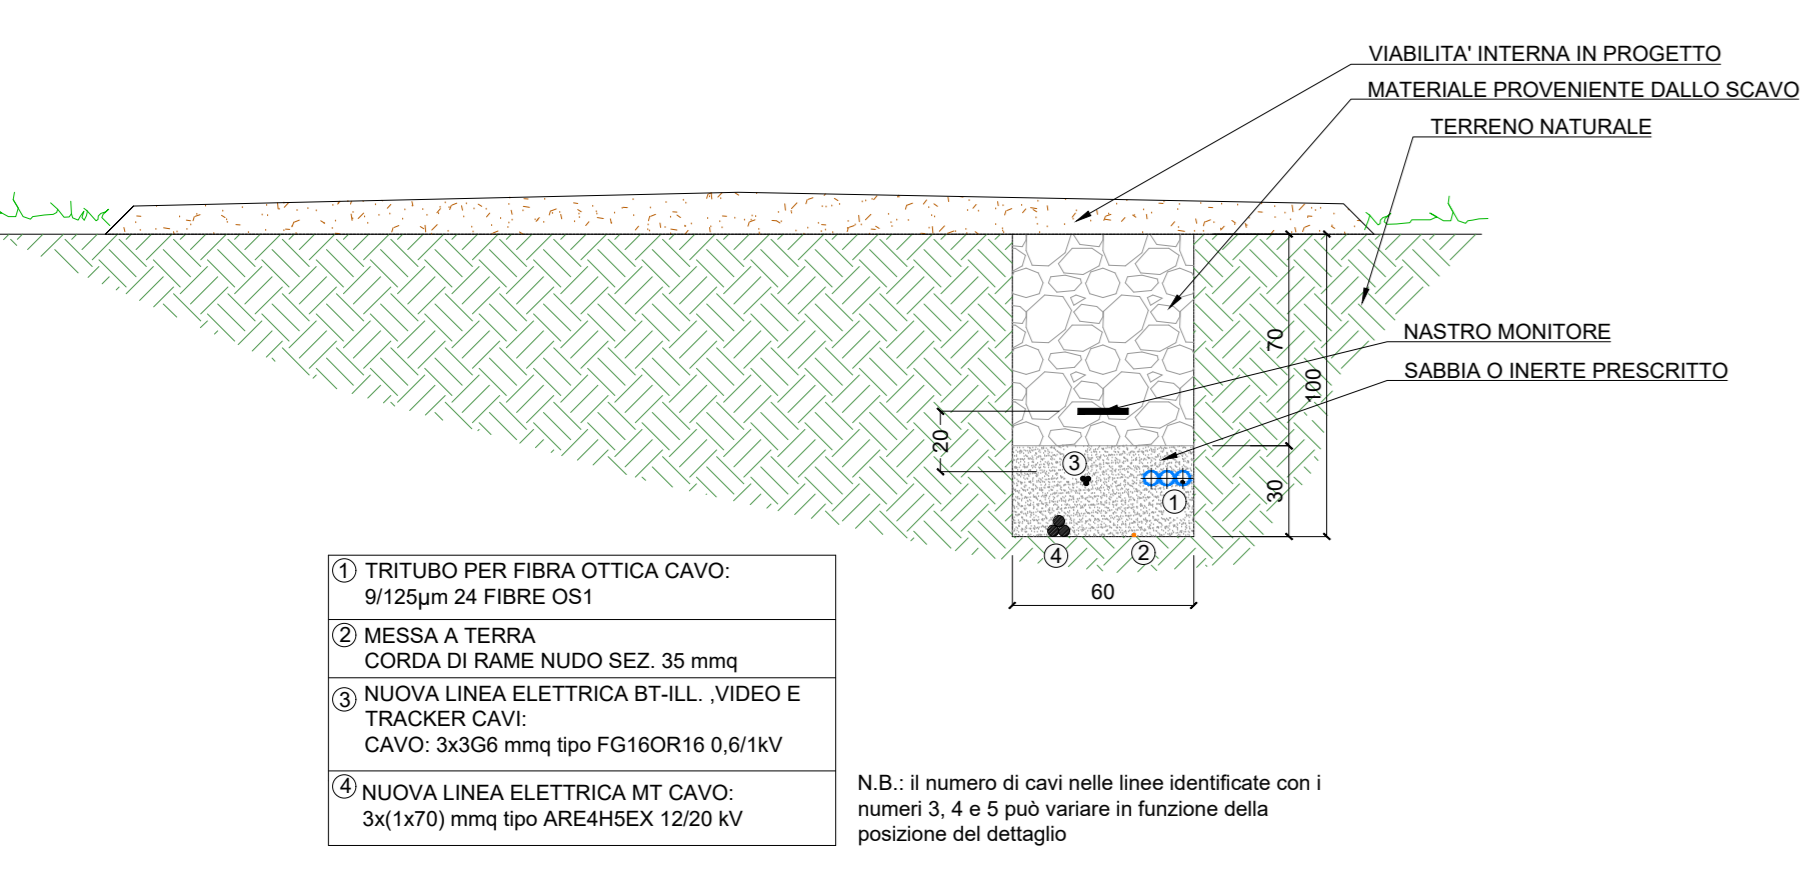 VIABILITA' INTERNA IN PROGETTO
MATERIALE PROVENIENTE DALLO SCAVO
TERRENO NATURALE
NASTRO MONITORE
SABBIA O INERTE PRESCRITTO
70
100
20
30
3
1
4
2
60
1 TRITUBO PER FIBRA OTTICA CAVO:
9/125µm 24 FIBRE OS1
2 MESSA A TERRA
CORDA DI RAME NUDO SEZ. 35 mmq
3 NUOVA LINEA ELETTRICA BT-ILL. ,VIDEO E
TRACKER CAVI:
CAVO: 3x3G6 mmq tipo FG16OR16 0,6/1kV
4 NUOVA LINEA ELETTRICA MT CAVO:
3x(1x70) mmq tipo ARE4H5EX 12/20 kV
N.B.: il numero di cavi nelle linee identificate con i
numeri 3, 4 e 5 può variare in funzione della
posizione del dettaglio